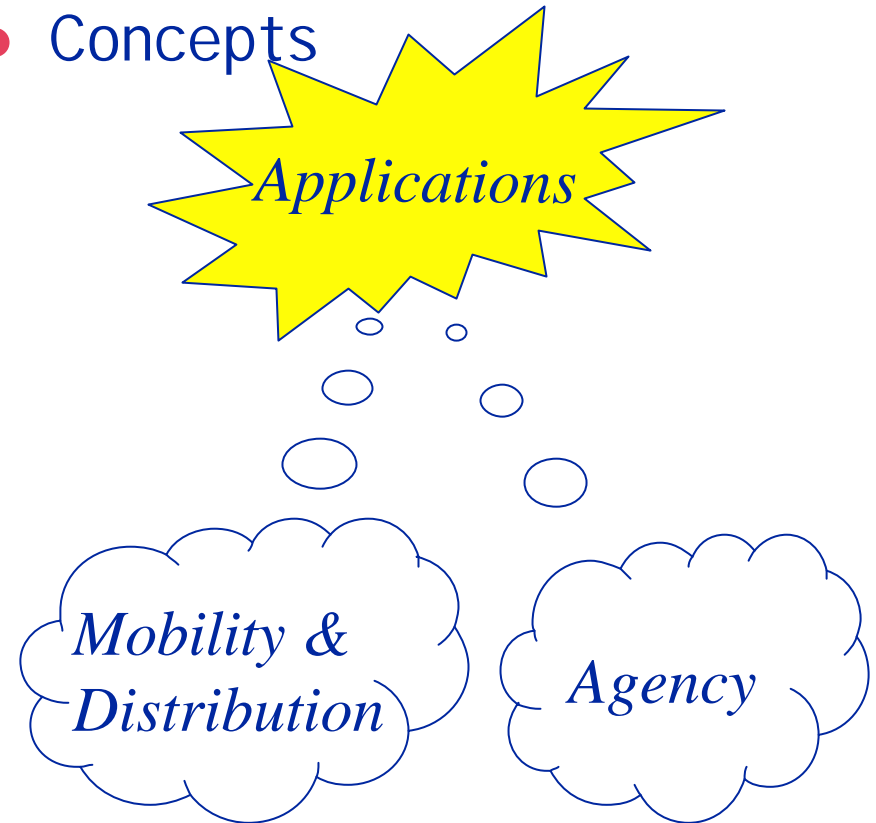 Concepts
Applications
Mobility &
Distribution
Agency